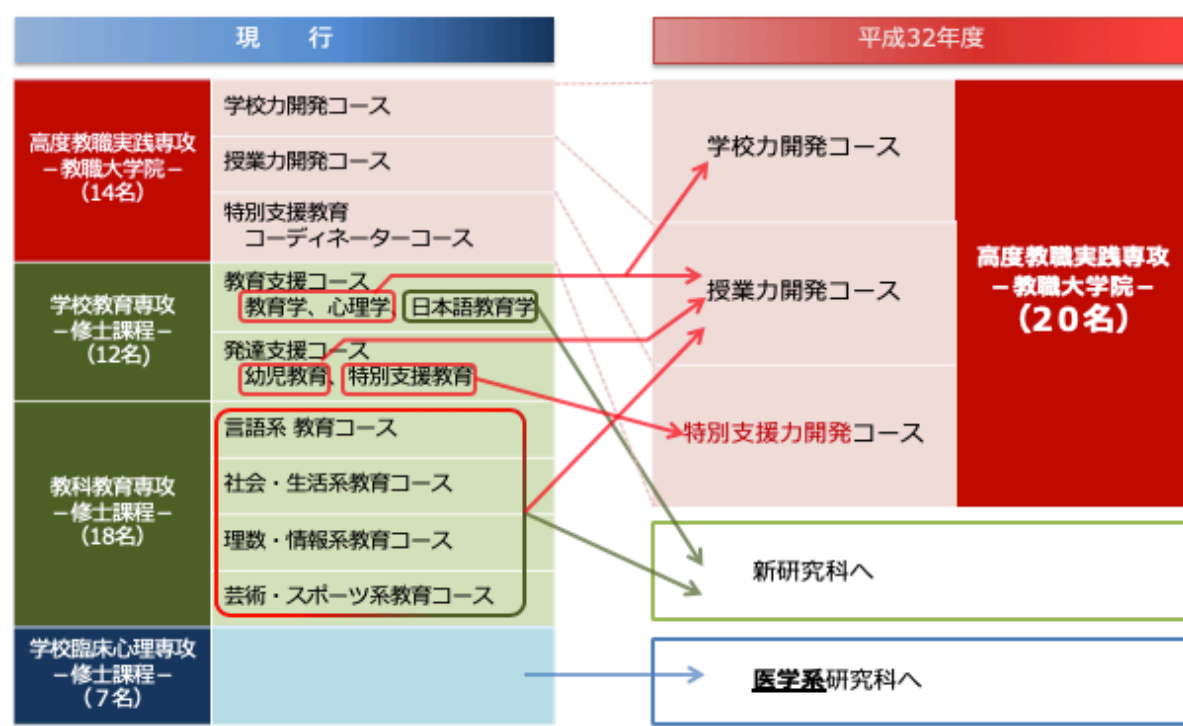 現 行
平成32年度
高度教職実践専攻
－教職大学院－
（14名）
学校力開発コース
授業力開発コース
特別支援教育
コーディネーターコース
学校教育専攻
－修士課程－
（12名)
教育支援コース
教育学、心理学、日本語教育学
発達支援コース
幼児教育、特別支援教育
教科教育専攻
－修士課程－
（18名）
言語系 教育コース
社会・生活系教育コース
理数・情報系教育コース
芸術・スポーツ系教育コース
学校臨床心理専攻
－修士課程－
（７名）
学校力開発コース
授業力開発コース
特別支援力開発コース
高度教職実践専攻
－教職大学院－
（２０名）
新研究科へ
医学系研究科へ